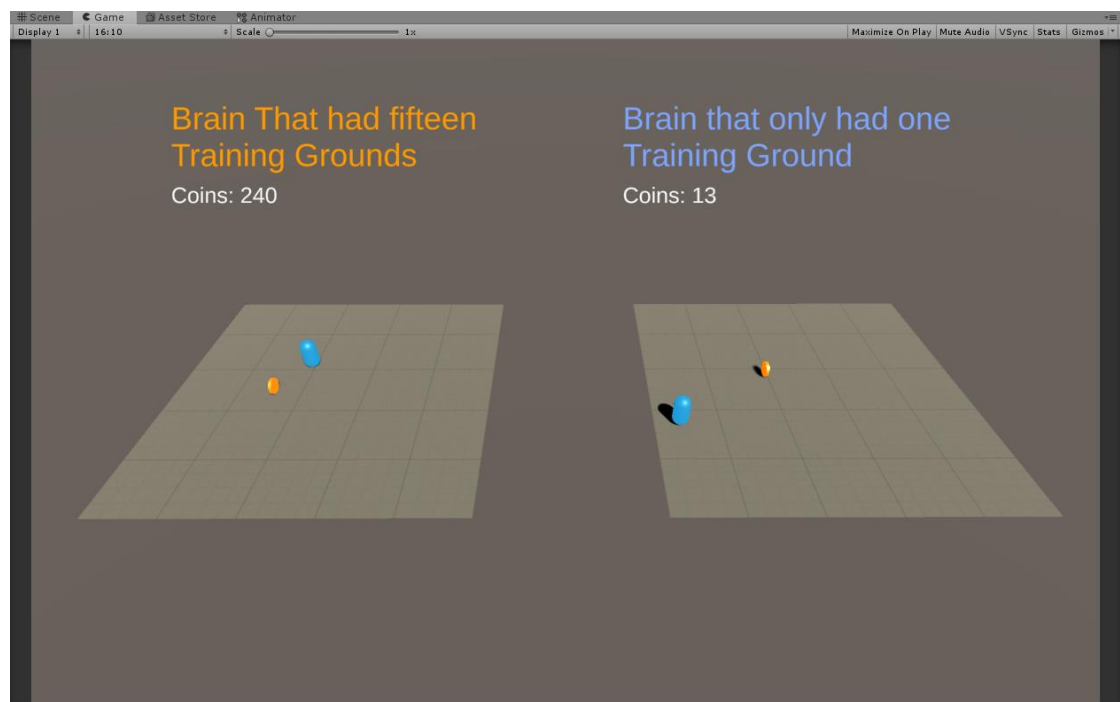 Scene Game Asset Store Animator
Display 1 16:10 Scale 1x Maximize On Play Mute Audio VSync Stats Gizmos
Brain That had fifteen
Training Grounds
Coins: 240
Brain that only had one
Training Ground
Coins: 13